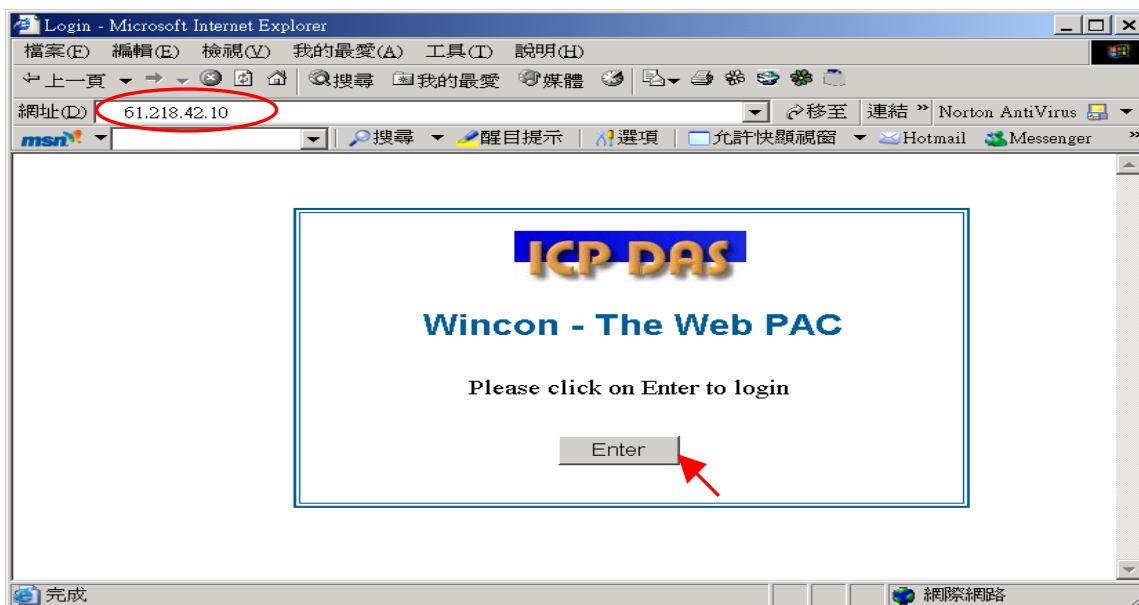 Login - Microsoft Internet Explorer
檔案(F) 編輯(E) 檢視(V) 我的最愛(A) 工具(T) 說明(H)
上一頁 搜尋 我的最愛 媒體
網址(D) 61.218.42.10 移至 連結 » Norton AntiVirus
msn 搜尋 醒目提示 選項 允許快顯視窗 Hotmail Messenger »
ICP DAS
Wincon - The Web PAC
Please click on Enter to login
Enter
完成 網際網路